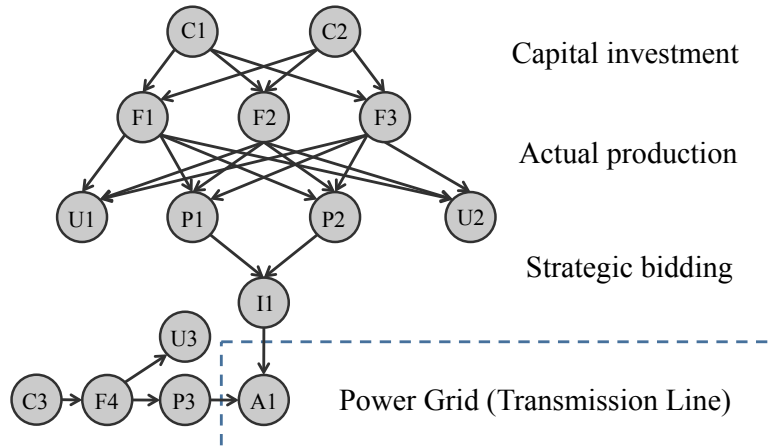 C1 C2
Capital investment
F1 F2 F3
Actual production
U1 P1 P2 U2
Strategic bidding
I1
U3
C3 F4 P3 A1 Power Grid (Transmission Line)